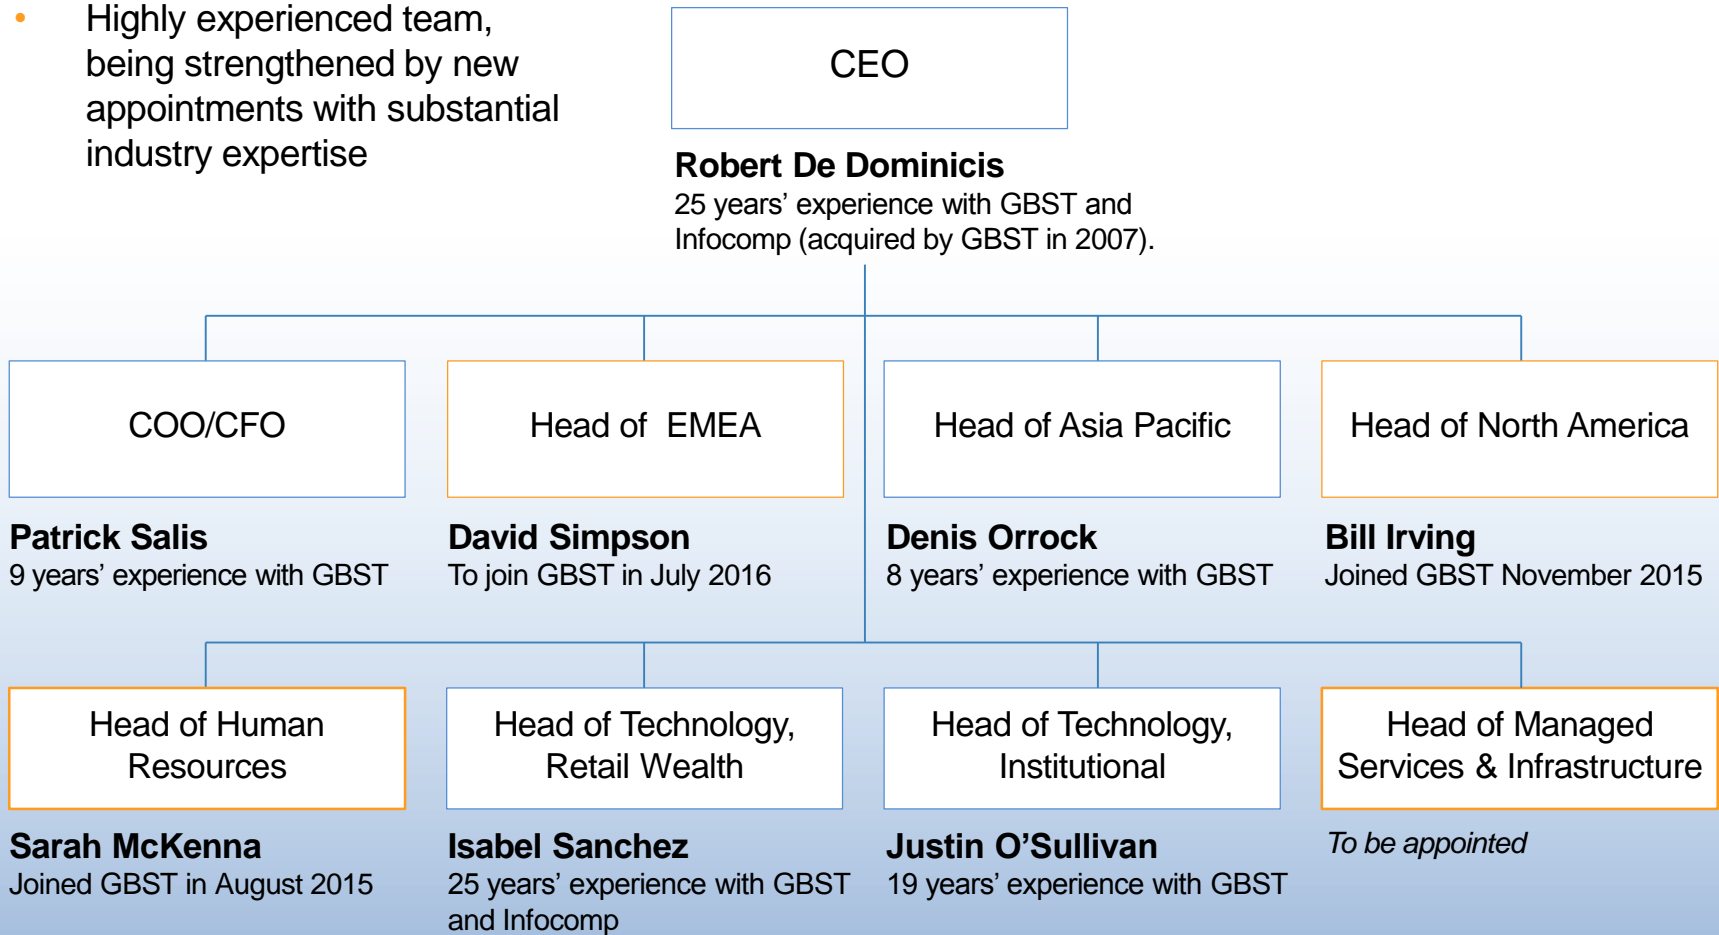 • Highly experienced team,
being strengthened by new
appointments with substantial
industry expertise
CEO
Robert De Dominicis
25 years’ experience with GBST and
Infocomp (acquired by GBST in 2007).
COO/CFO
Patrick Salis
9 years’ experience with GBST
Head of EMEA
David Simpson
To join GBST in July 2016
Head of Asia Pacific
Denis Orrock
8 years’ experience with GBST
Head of North America
Bill Irving
Joined GBST November 2015
Head of Human
Resources
Sarah McKenna
Joined GBST in August 2015
Head of Technology,
Retail Wealth
Isabel Sanchez
25 years’ experience with GBST
and Infocomp
Head of Technology,
Institutional
Justin O’Sullivan
19 years’ experience with GBST
Head of Managed
Services & Infrastructure
To be appointed